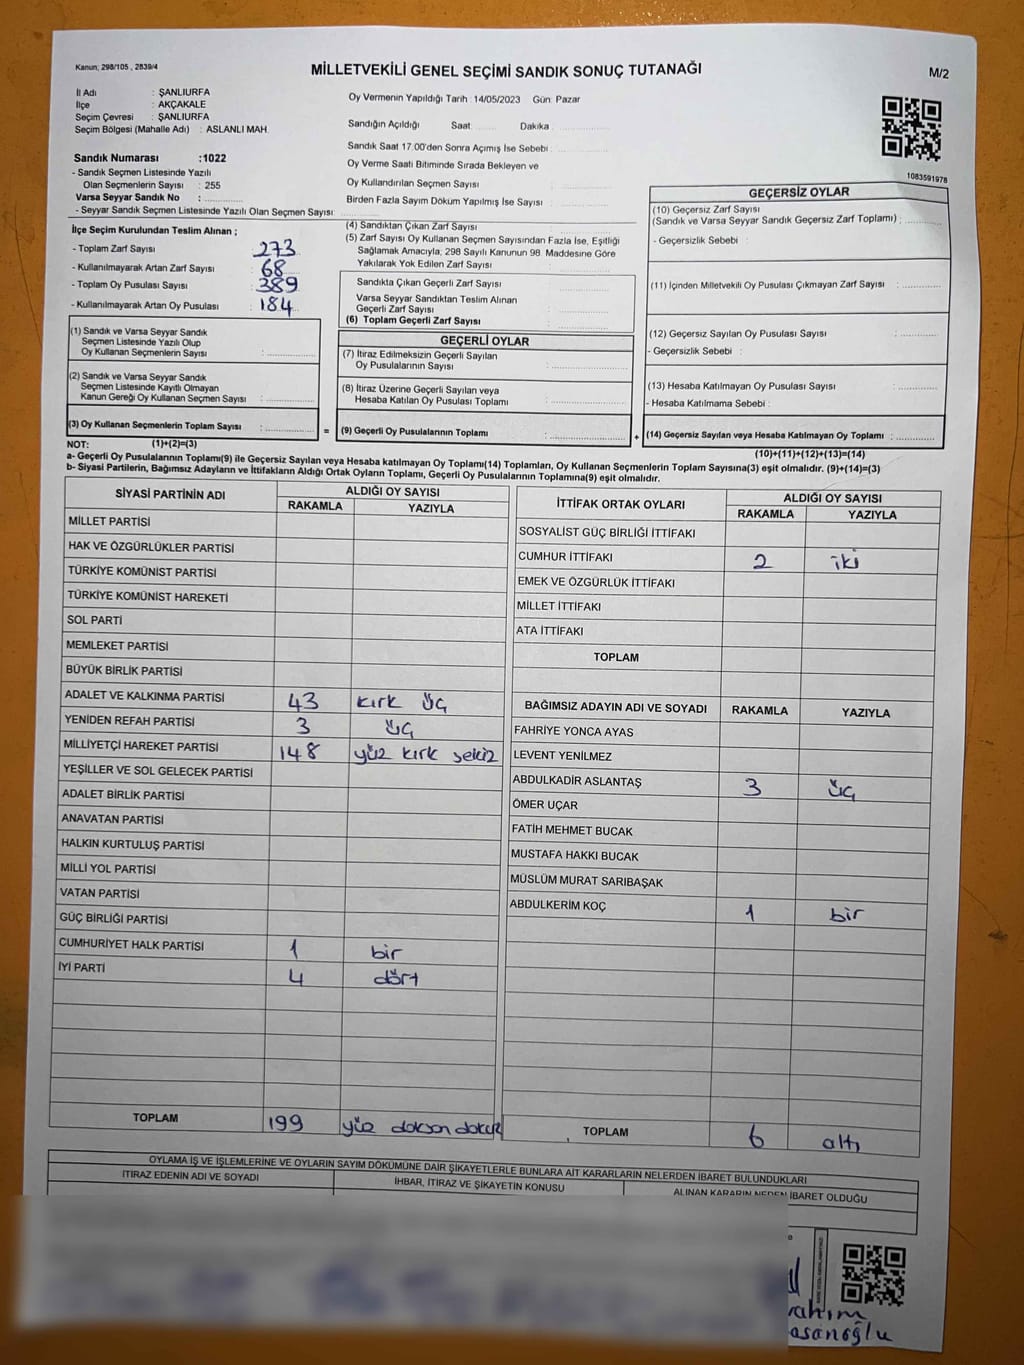 Kanun; 298/105 , 2839/4
MİLLETVEKİLİ GENEL SEÇİMİ SANDIK SONUÇ TUTANAĞI
M/2
İl Adı : ŞANLIURFA
İlçe : AKÇAKALE
Seçim Çevresi : ŞANLIURFA
Seçim Bölgesi (Mahalle Adı) : ASLANLI MAH.
Sandık Numarası :1022
- Sandık Seçmen Listesinde Yazılı
Olan Seçmenlerin Sayısı : 255
Varsa Seyyar Sandık No :
- Seyyar Sandık Seçmen Listesinde Yazılı Olan Seçmen Sayısı :
İlçe Seçim Kurulundan Teslim Alınan ;
- Toplam Zarf Sayısı : 273
- Kullanılmayarak Artan Zarf Sayısı : 68
- Toplam Oy Pusulası Sayısı : 389
- Kullanılmayarak Artan Oy Pusulası : 184
(1) Sandık ve Varsa Seyyar Sandık
Seçmen Listesinde Yazılı Olup
Oy Kullanan Seçmenlerin Sayısı :
(2) Sandık ve Varsa Seyyar Sandık
Seçmen Listesinde Kayıtlı Olmayan
Kanun Gereği Oy Kullanan Seçmen Sayısı :
(3) Oy Kullanan Seçmenlerin Toplam Sayısı :
=
NOT: (1)+(2)=(3)
Oy Vermenin Yapıldığı Tarih : 14/05/2023 Gün: Pazar
Sandığın Açıldığı Saat: Dakika :
Sandık Saat 17:00'den Sonra Açımış İse Sebebi :
Oy Verme Saati Bitiminde Sırada Bekleyen ve
Oy Kullandırılan Seçmen Sayısı :
Birden Fazla Sayım Döküm Yapılmış İse Sayısı :
(4) Sandıktan Çıkan Zarf Sayısı :
(5) Zarf Sayısı Oy Kullanan Seçmen Sayısından Fazla İse, Eşitliği
Sağlamak Amacıyla, 298 Sayılı Kanunun 98. Maddesine Göre
Yakılarak Yok Edilen Zarf Sayısı :
Sandıkta Çıkan Geçerli Zarf Sayısı :
Varsa Seyyar Sandıktan Teslim Alınan
Geçerli Zarf Sayısı :
(6) Toplam Geçerli Zarf Sayısı :
GEÇERLİ OYLAR
(7) İtiraz Edilmeksizin Geçerli Sayılan
Oy Pusulalarının Sayısı :
(8) İtiraz Üzerine Geçerli Sayılan veya
Hesaba Katılan Oy Pusulası Toplamı :
(9) Geçerli Oy Pusulalarının Toplamı :
+
1083591978
GEÇERSİZ OYLAR
(10) Geçersiz Zarf Sayısı
(Sandık ve Varsa Seyyar Sandık Geçersiz Zarf Toplamı) :
- Geçersizlik Sebebi :
(11) İçinden Milletvekili Oy Pusulası Çıkmayan Zarf Sayısı :
(12) Geçersiz Sayılan Oy Pusulası Sayısı :
- Geçersizlik Sebebi :
(13) Hesaba Katılmayan Oy Pusulası Sayısı :
- Hesaba Katılmama Sebebi :
(14) Geçersiz Sayılan veya Hesaba Katılmayan Oy Toplamı :
(10)+(11)+(12)+(13)=(14)
a- Geçerli Oy Pusulalarının Toplamı(9) ile Geçersiz Sayılan veya Hesaba katılmayan Oy Toplamı(14) Toplamları, Oy Kullanan Seçmenlerin Toplam Sayısına(3) eşit olmalıdır. (9)+(14)=(3)
b- Siyasi Partilerin, Bağımsız Adayların ve İttifakların Aldığı Ortak Oyların Toplamı, Geçerli Oy Pusulalarının Toplamına(9) eşit olmalıdır.
SİYASİ PARTİNİN ADI ALDIĞI OY SAYISI
RAKAMLA YAZIYLA
MİLLET PARTİSİ
HAK VE ÖZGÜRLÜKLER PARTİSİ
TÜRKİYE KOMÜNİST PARTİSİ
TÜRKİYE KOMÜNİST HAREKETİ
SOL PARTİ
MEMLEKET PARTİSİ
BÜYÜK BİRLİK PARTİSİ
ADALET VE KALKINMA PARTİSİ 43 kırk üç
YENİDEN REFAH PARTİSİ 3 üç
MİLLİYETÇİ HAREKET PARTİSİ 148 yüz kırk sekiz
YEŞİLLER VE SOL GELECEK PARTİSİ
ADALET BİRLİK PARTİSİ
ANAVATAN PARTİSİ
HALKIN KURTULUŞ PARTİSİ
MİLLİ YOL PARTİSİ
VATAN PARTİSİ
GÜÇ BİRLİĞİ PARTİSİ
CUMHURİYET HALK PARTİSİ 1 bir
İYİ PARTİ 4 dört
TOPLAM 199 yüz doksan dokuz
İTTİFAK ORTAK OYLARI ALDIĞI OY SAYISI
RAKAMLA YAZIYLA
SOSYALİST GÜÇ BİRLİĞİ İTTİFAKI
CUMHUR İTTİFAKI 2 iki
EMEK VE ÖZGÜRLÜK İTTİFAKI
MİLLET İTTİFAKI
ATA İTTİFAKI
TOPLAM
BAĞIMSIZ ADAYIN ADI VE SOYADI RAKAMLA YAZIYLA
FAHRİYE YONCA AYAS
LEVENT YENİLMEZ
ABDULKADİR ASLANTAŞ 3 üç
ÖMER UÇAR
FATİH MEHMET BUCAK
MUSTAFA HAKKI BUCAK
MÜSLÜM MURAT SARIBAŞAK
ABDULKERİM KOÇ 1 bir
TOPLAM 6 altı
OYLAMA İŞ VE İŞLEMLERİNE VE OYLARIN SAYIM DÖKÜMÜNE DAİR ŞİKAYETLERLE BUNLARA AİT KARARLARIN NELERDEN İBARET BULUNDUKLARI
İTİRAZ EDENİN ADI VE SOYADI İHBAR, İTİRAZ VE ŞİKAYETİN KONUSU ALINAN KARARIN NEDEN İBARET OLDUĞU
rahim
asanoğlu